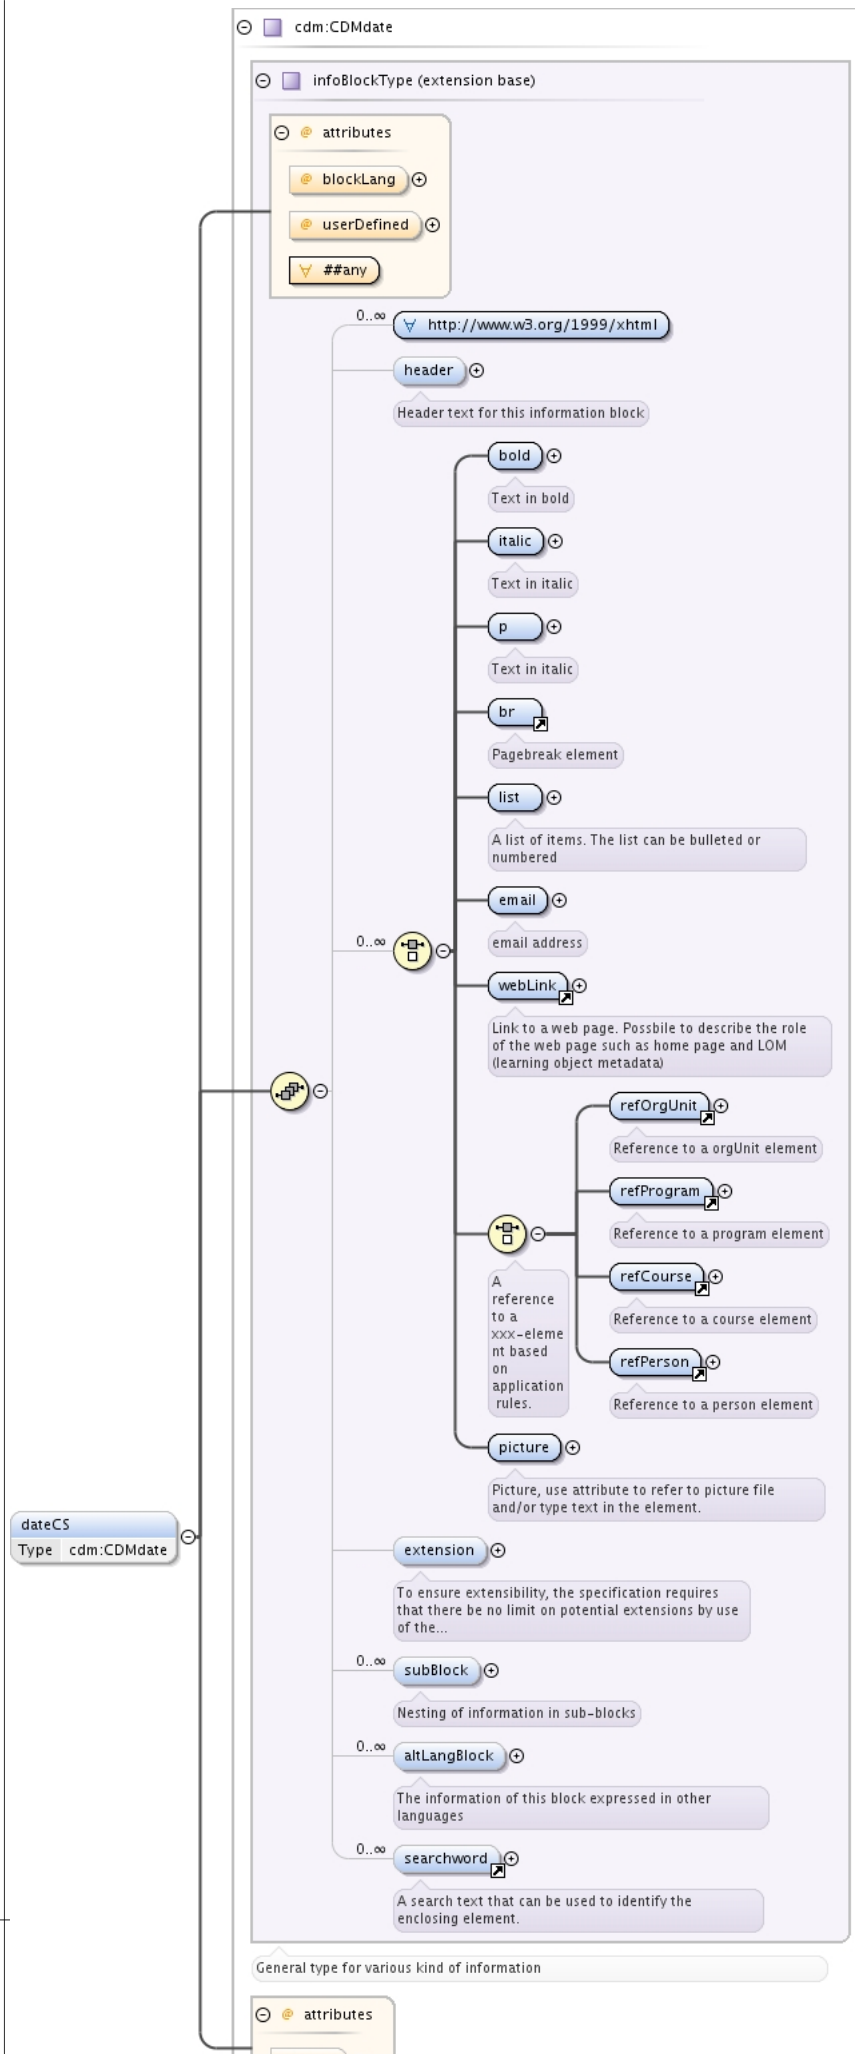 cdm:CDMdate
infoBlockType (extension base)
@ attributes
@ blockLang
@ userDefined
∀ ##any
0..∞
∀ http://www.w3.org/1999/xhtml
header
Header text for this information block
bold
Text in bold
italic
Text in italic
p
Text in italic
br
Pagebreak element
list
A list of items. The list can be bulleted or
numbered
email
0..∞
email address
webLink
Link to a web page. Possbile to describe the role
of the web page such as home page and LOM
(learning object metadata)
refOrgUnit
Reference to a orgUnit element
refProgram
Reference to a program element
A
reference
to a
xxx-eleme
nt based
on
application
rules.
refCourse
Reference to a course element
refPerson
Reference to a person element
picture
Picture, use attribute to refer to picture file
and/or type text in the element.
dateCS
Type cdm:CDMdate
extension
To ensure extensibility, the specification requires
that there be no limit on potential extensions by use
of the...
0..∞
subBlock
Nesting of information in sub-blocks
0..∞
altLangBlock
The information of this block expressed in other
languages
0..∞
searchword
A search text that can be used to identify the
enclosing element.
General type for various kind of information
@ attributes